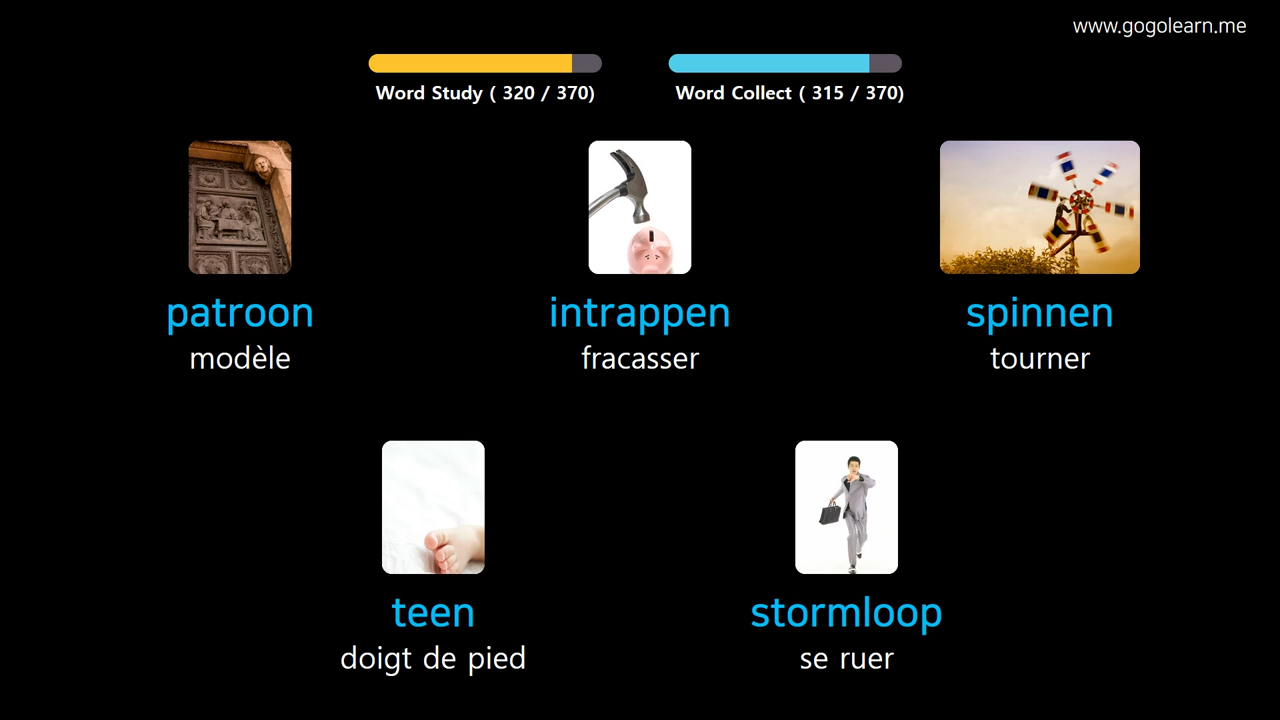 www.gogolearn.me
Word Study ( 320 / 370)
Word Collect ( 315 / 370)
patroon
modèle
intrappen
fracasser
spinnen
tourner
teen
doigt de pied
stormloop
se ruer